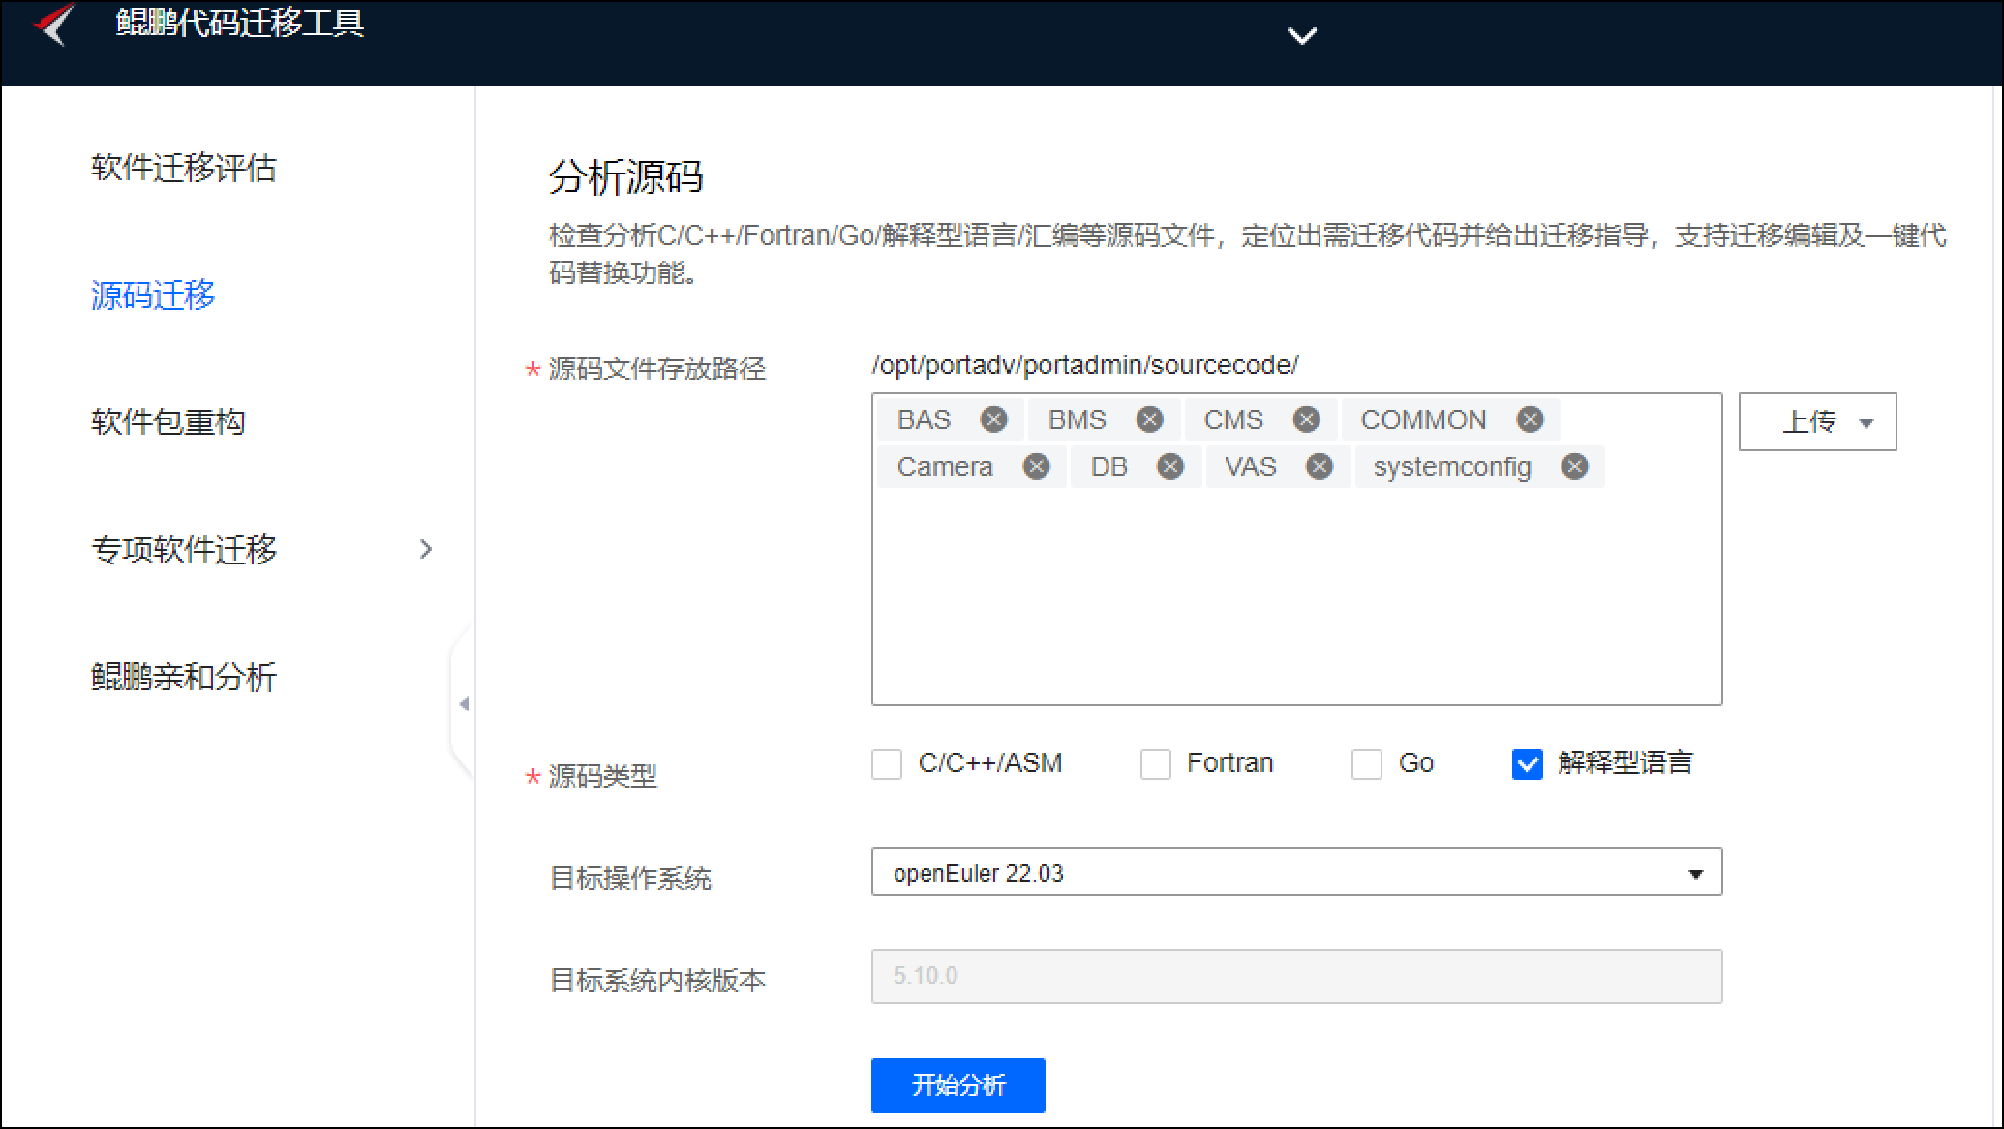 鲲鹏代码迁移工具
软件迁移评估
源码迁移
软件包重构
专项软件迁移
鲲鹏亲和分析
分析源码
检查分析C/C++/Fortran/Go/解释型语言/汇编等源码文件，定位出需迁移代码并给出迁移指导，支持迁移编辑及一键代
码替换功能。
* 源码文件存放路径
/opt/portadv/portadmin/sourcecode/
BAS BMS CMS COMMON
Camera DB VAS systemconfig
上传
* 源码类型
C/C++/ASM Fortran Go 解释型语言
目标操作系统
openEuler 22.03
目标系统内核版本
5.10.0
开始分析